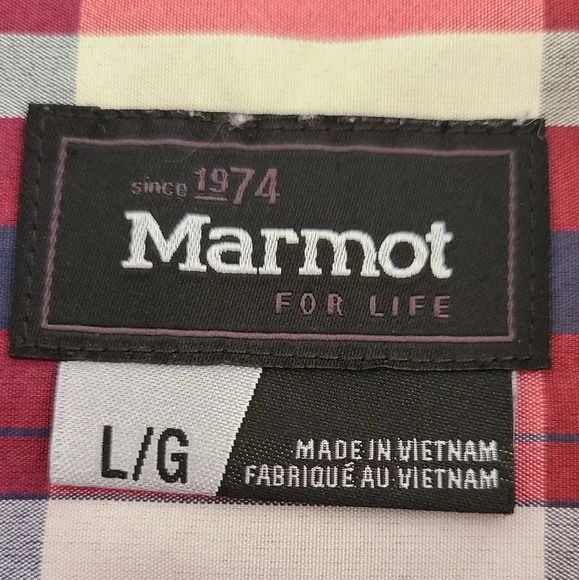 since 1974
Marmot
FOR LIFE
L/G
MADE IN VIETNAM
FABRIQUÉ AU VIETNAM